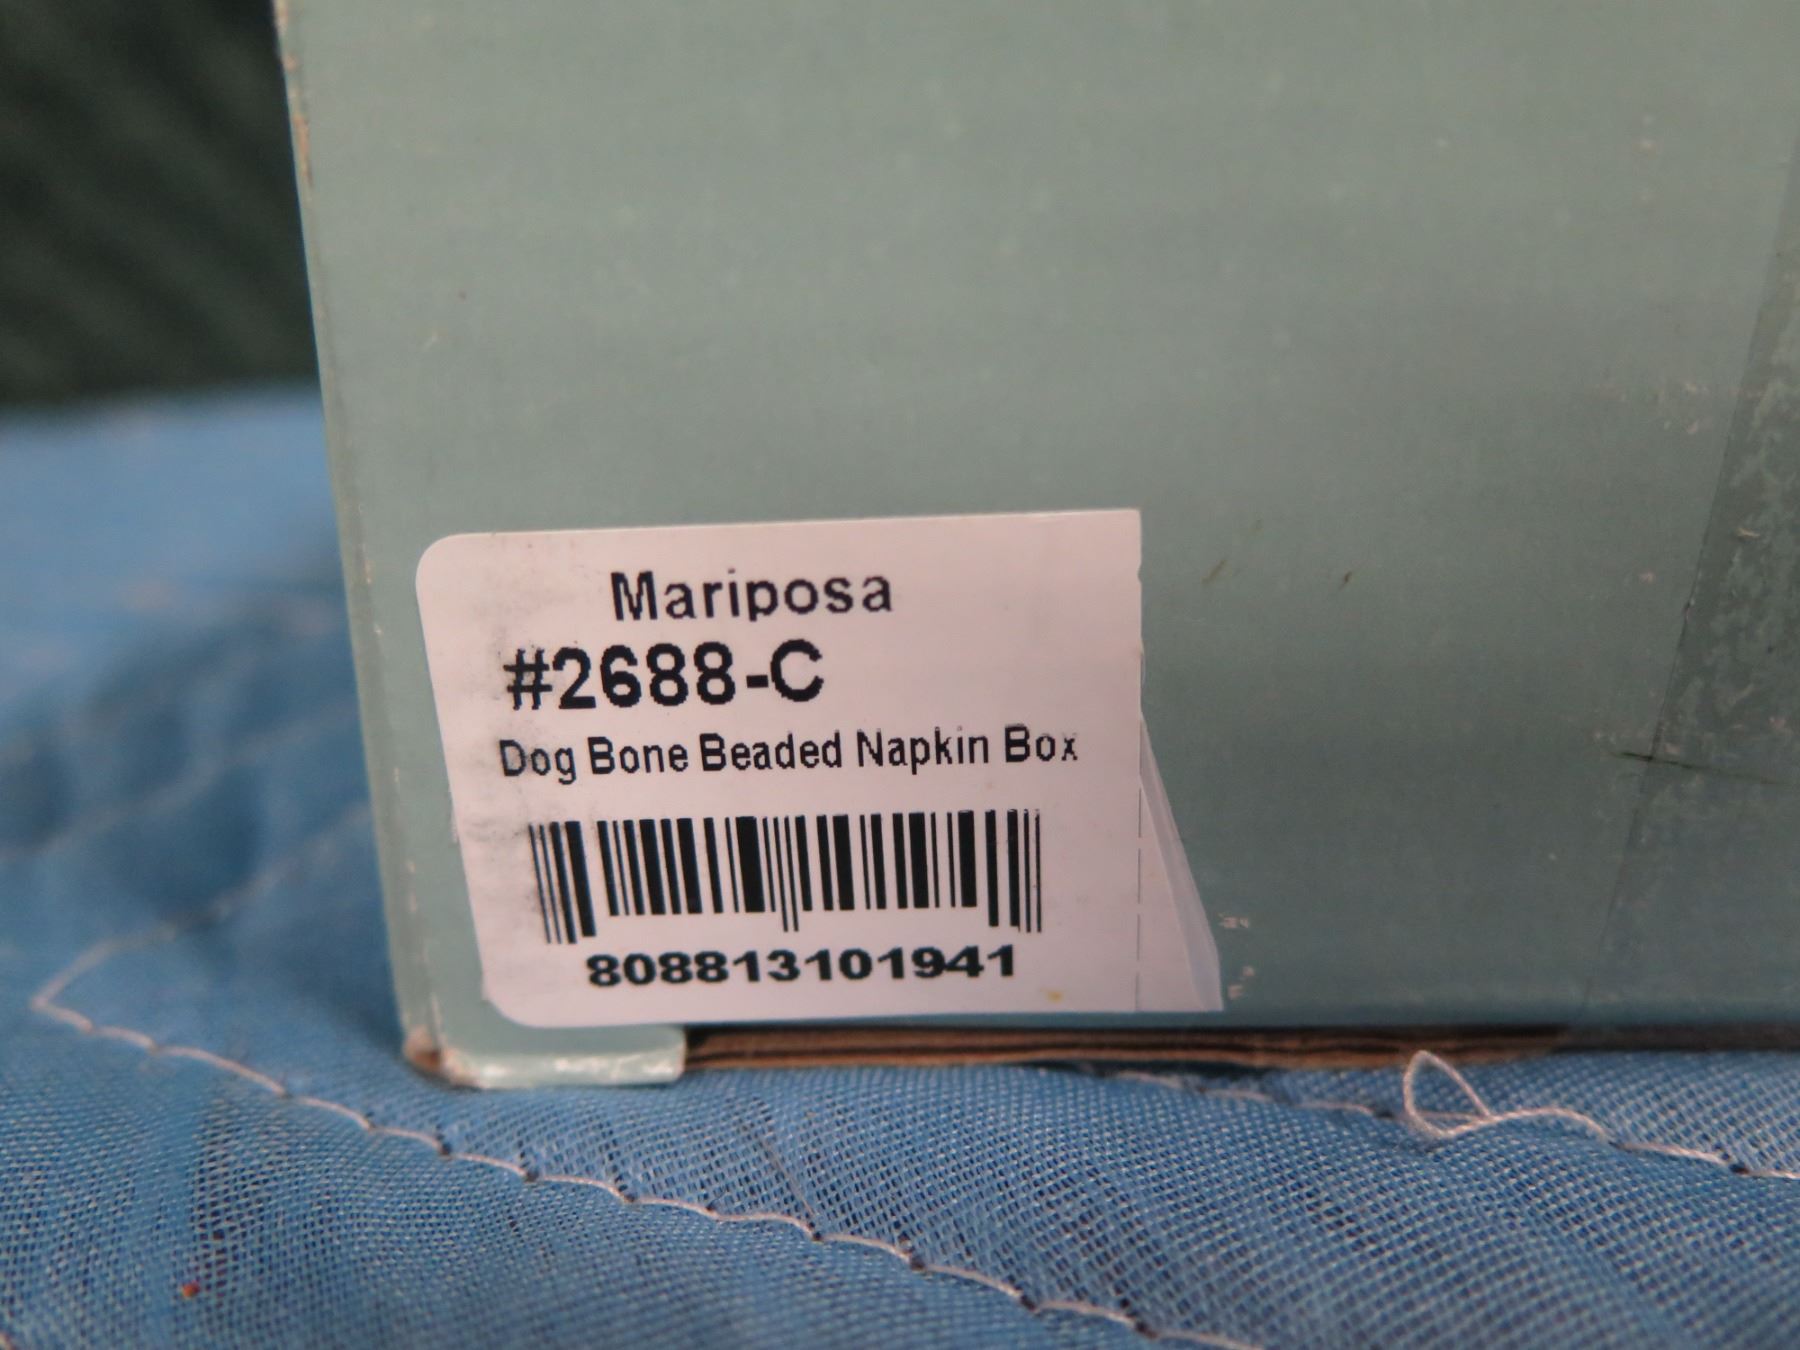 Mariposa
#2688-C
Dog Bone Beaded Napkin Box
808813101941